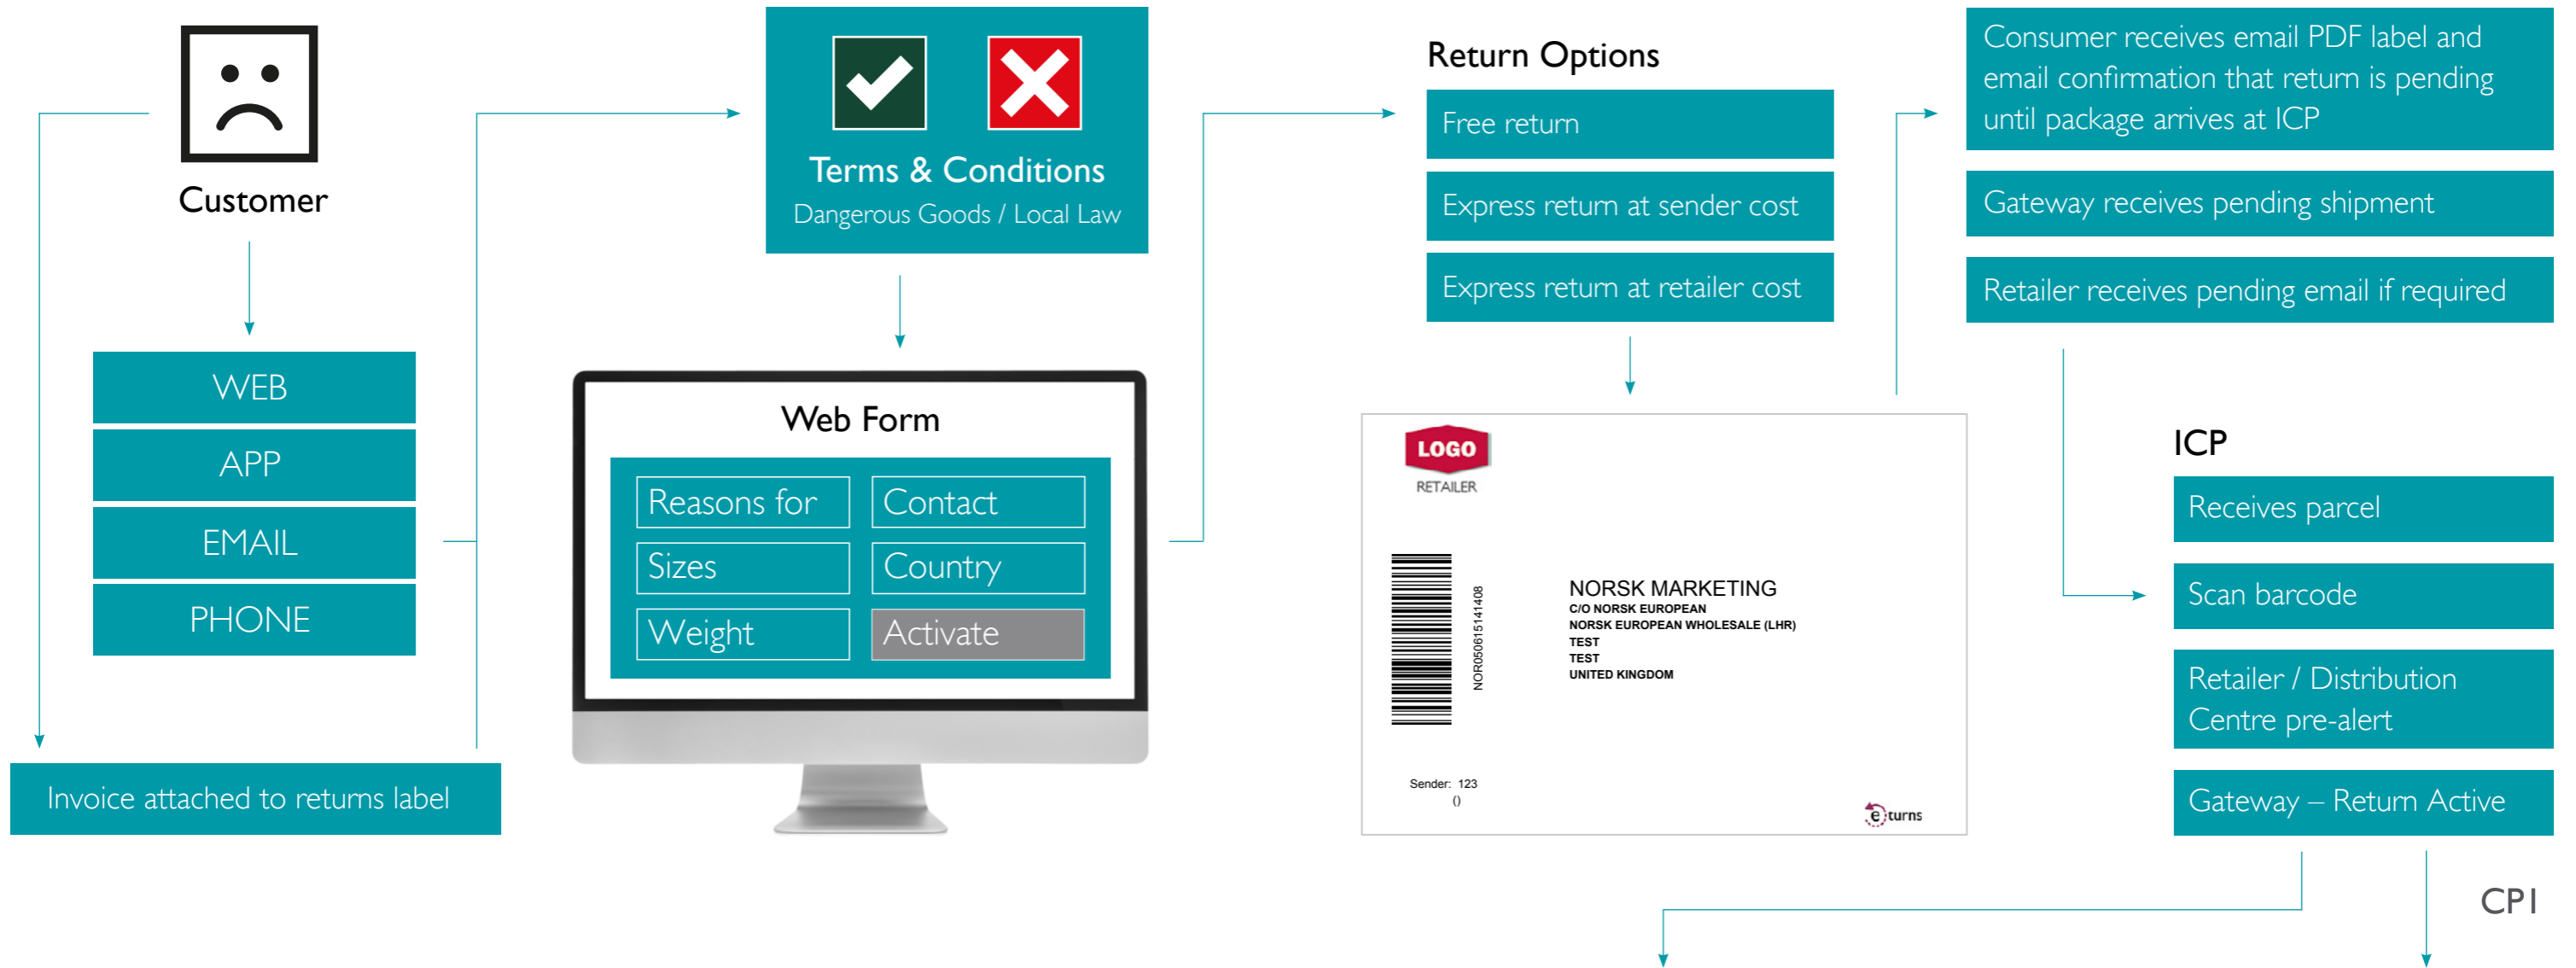 Customer
WEB
APP
EMAIL
PHONE
Invoice attached to returns label
Terms & Conditions
Dangerous Goods / Local Law
Web Form
Reasons for
Contact
Sizes
Country
Weight
Activate
Return Options
Free return
Express return at sender cost
Express return at retailer cost
LOGO
RETAILER
NOR050615141408
NORSK MARKETING
C/O NORSK EUROPEAN
NORSK EUROPEAN WHOLESALE (LHR)
TEST
TEST
UNITED KINGDOM
Sender: 123
()
e turns
Consumer receives email PDF label and
email confirmation that return is pending
until package arrives at ICP
Gateway receives pending shipment
Retailer receives pending email if required
ICP
Receives parcel
Scan barcode
Retailer / Distribution
Centre pre-alert
Gateway – Return Active
CP1